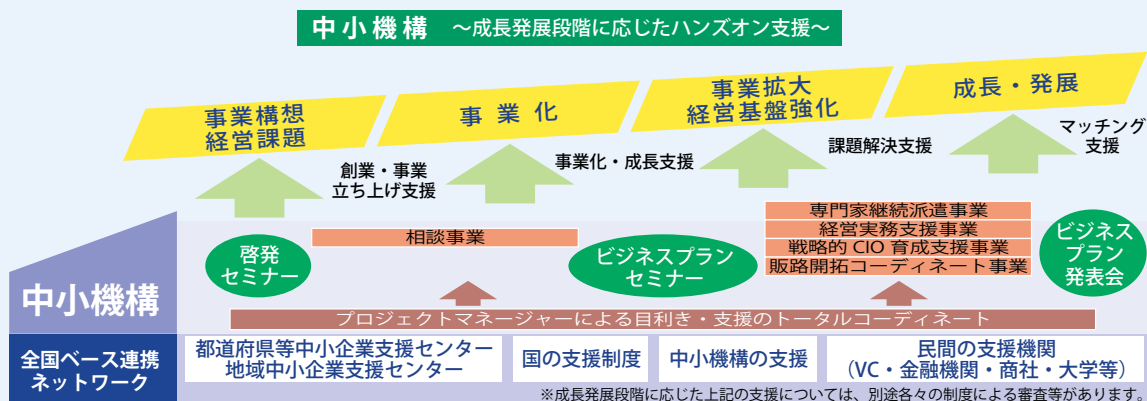 中小機構 ～成長発展段階に応じたハンズオン支援～
事業構想
経営課題
事業化
事業拡大
経営基盤強化
成長・発展
創業・事業
立ち上げ支援
事業化・成長支援
課題解決支援
マッチング
支援
中小機構
啓発
セミナー
相談事業
ビジネスプラン
セミナー
専門家継続派遣事業
経営実務支援事業
戦略的CIO育成支援事業
販路開拓コーディネート事業
ビジネス
プラン
発表会
プロジェクトマネージャーによる目利き・支援のトータルコーディネート
全国ベース連携
ネットワーク
都道府県等中小企業支援センター
地域中小企業支援センター
国の支援制度
中小機構の支援
民間の支援機関
（VC・金融機関・商社・大学等）
※成長発展段階に応じた上記の支援については、別途各々の制度による審査等があります。